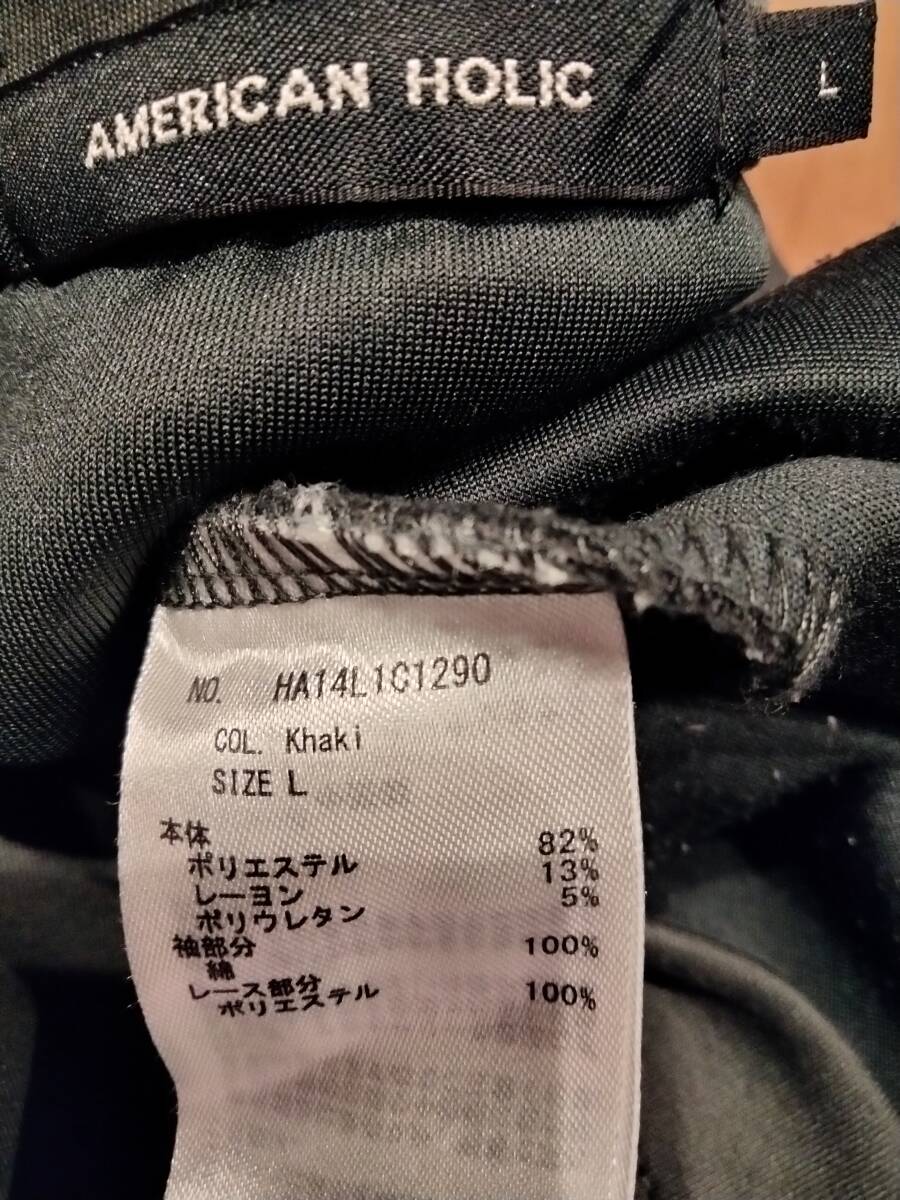 AMERICAN HOLIC
L
NO. HA14L1C1290
COL. Khaki
SIZE L
本体
ポリエステル 82%
レーヨン 13%
ポリウレタン 5%
袖部分
綿 100%
レース部分
ポリエステル 100%